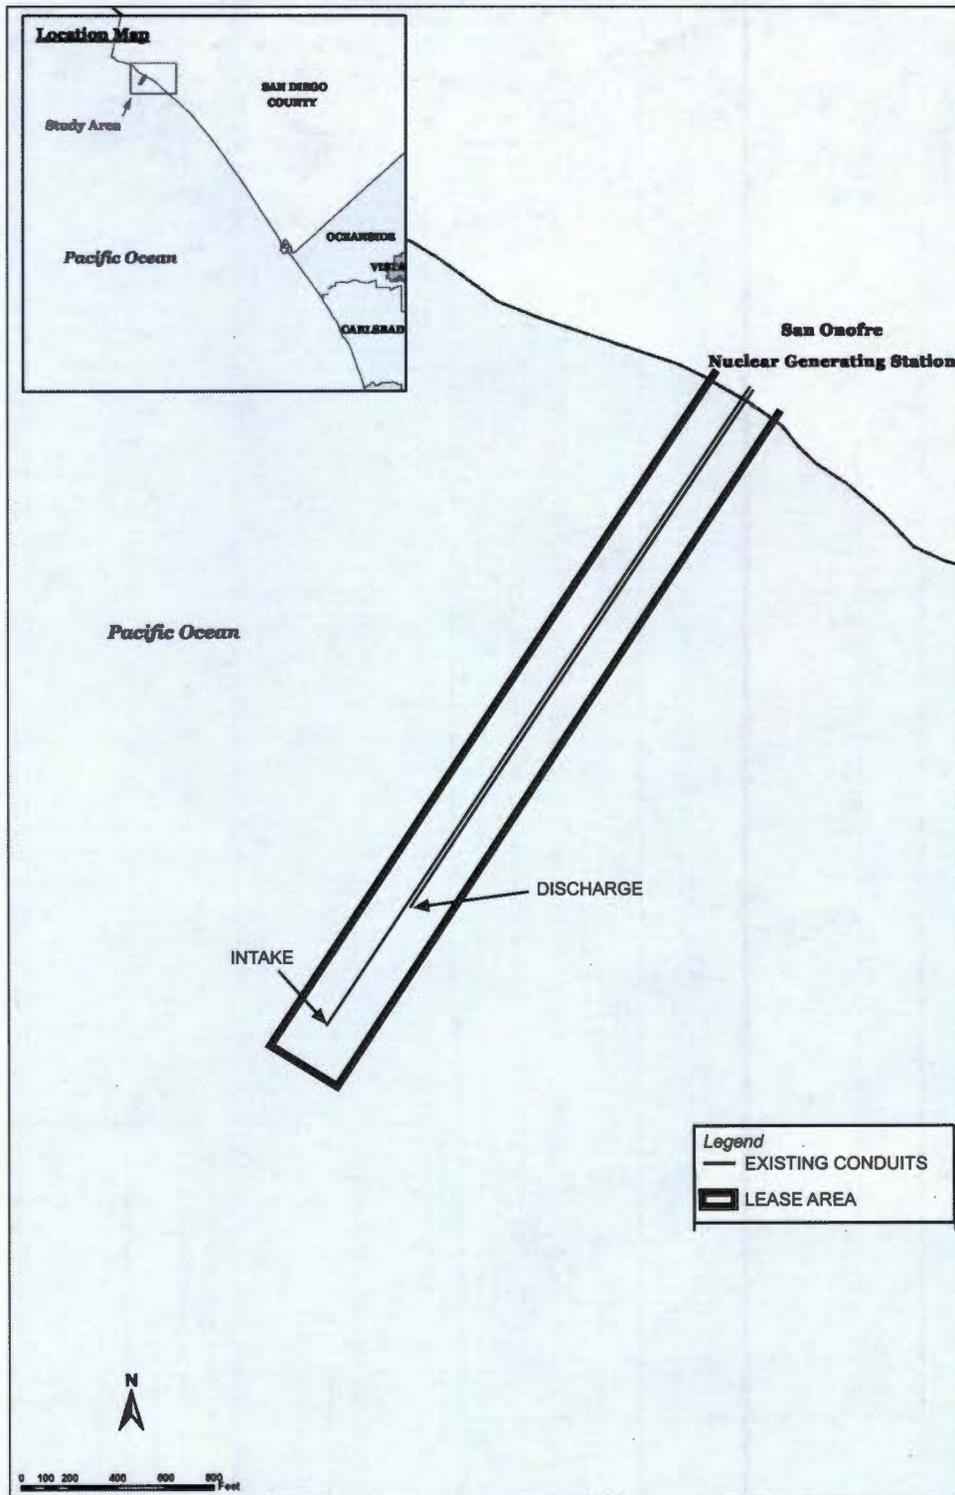 Location Map
SAN DIEGO
COUNTY
Study Area
Pacific Ocean
OCEANSIDE
VISTA
CARLSBAD
San Onofre
Nuclear Generating Station
Pacific Ocean
DISCHARGE
INTAKE
Legend
EXISTING CONDUITS
LEASE AREA
N
0 100 200 400 600 800
Feet